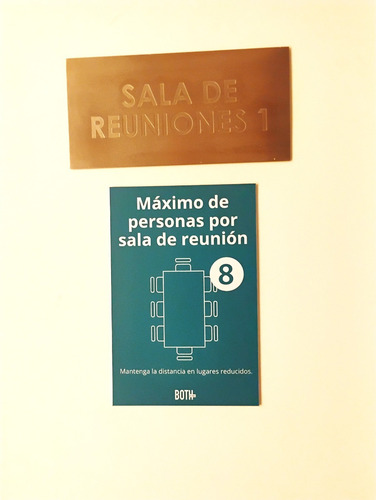 SALA DE
REUNIONES 1
Máximo de
personas por
sala de reunión
8
Mantenga la distancia en lugares reducidos.
BOTH